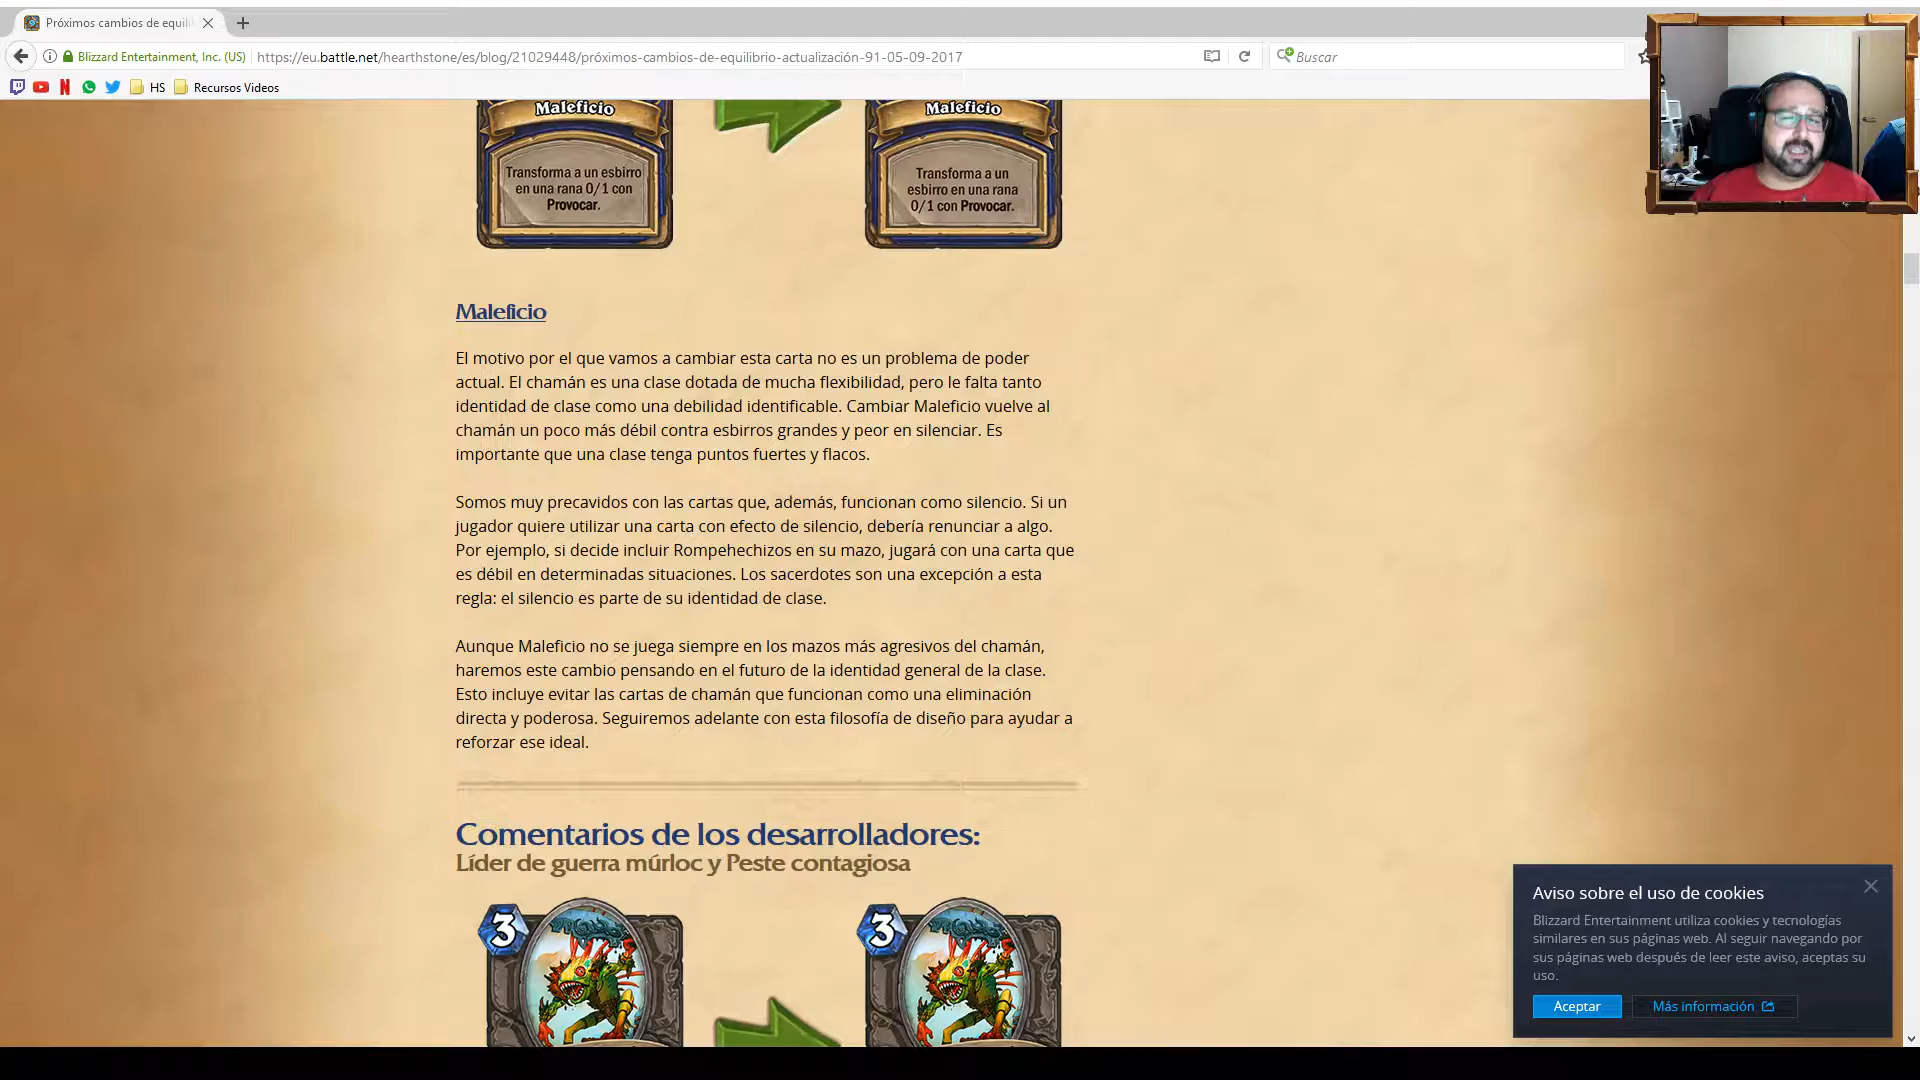 Próximos cambios de equili
Blizzard Entertainment, Inc. (US)
https://eu.battle.net/hearthstone/es/blog/21029448/próximos-cambios-de-equilibrio-actualización-91-05-09-2017
Buscar
HS
Recursos Videos
Maleficio
Transforma a un esbirro
en una rana 0/1 con
Provocar.
Maleficio
Transforma a un
esbirro en una rana
0/1 con Provocar.
Maleficio
El motivo por el que vamos a cambiar esta carta no es un problema de poder
actual. El chamán es una clase dotada de mucha flexibilidad, pero le falta tanto
identidad de clase como una debilidad identificable. Cambiar Maleficio vuelve al
chamán un poco más débil contra esbirros grandes y peor en silenciar. Es
importante que una clase tenga puntos fuertes y flacos.
Somos muy precavidos con las cartas que, además, funcionan como silencio. Si un
jugador quiere utilizar una carta con efecto de silencio, debería renunciar a algo.
Por ejemplo, si decide incluir Rompehechizos en su mazo, jugará con una carta que
es débil en determinadas situaciones. Los sacerdotes son una excepción a esta
regla: el silencio es parte de su identidad de clase.
Aunque Maleficio no se juega siempre en los mazos más agresivos del chamán,
haremos este cambio pensando en el futuro de la identidad general de la clase.
Esto incluye evitar las cartas de chamán que funcionan como una eliminación
directa y poderosa. Seguiremos adelante con esta filosofía de diseño para ayudar a
reforzar ese ideal.
Comentarios de los desarrolladores:
Líder de guerra múrloc y Peste contagiosa
3
3
Aviso sobre el uso de cookies
Blizzard Entertainment utiliza cookies y tecnologías
similares en sus páginas web. Al seguir navegando por
sus páginas web después de leer este aviso, aceptas su
uso.
Aceptar
Más información